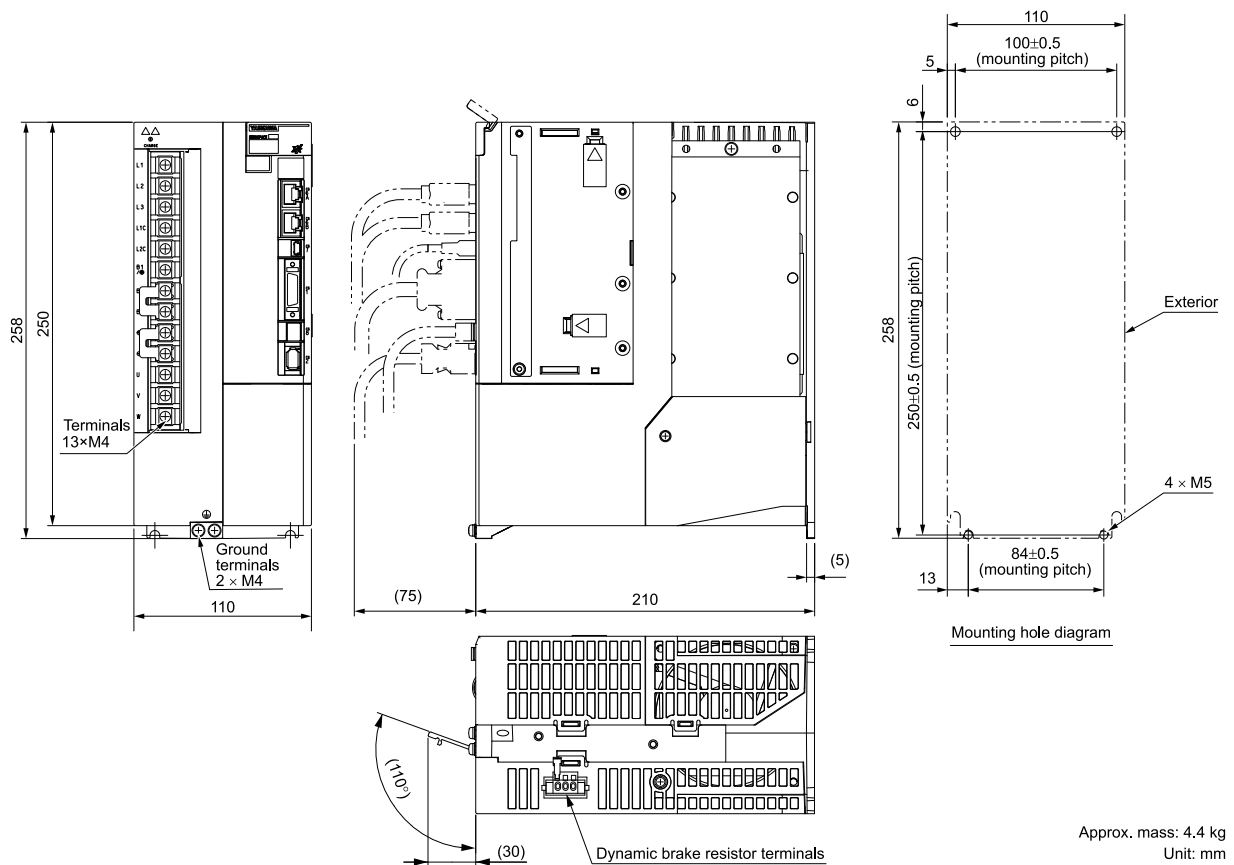 110
100±0.5
(mounting pitch)
5
6
258
250
258
250±0.5 (mounting pitch)
CHARGE
YASKAWA
L1
L2
L3
L1C
L2C
U
V
W
Terminals
13×M4
Ground
terminals
2 × M4
110
(75)
210
(5)
Exterior
4 × M5
84±0.5
(mounting pitch)
13
Mounting hole diagram
(110°)
(30)
Dynamic brake resistor terminals
Approx. mass: 4.4 kg
Unit: mm